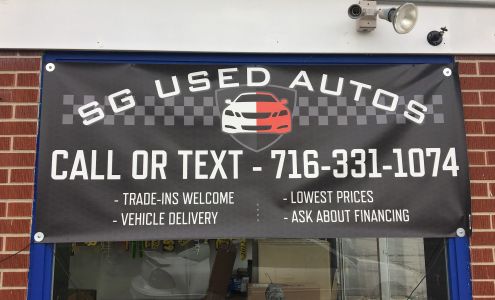 SG USED AUTOS
CALL OR TEXT - 716-331-1074
- TRADE-INS WELCOME
- VEHICLE DELIVERY
- LOWEST PRICES
- ASK ABOUT FINANCING